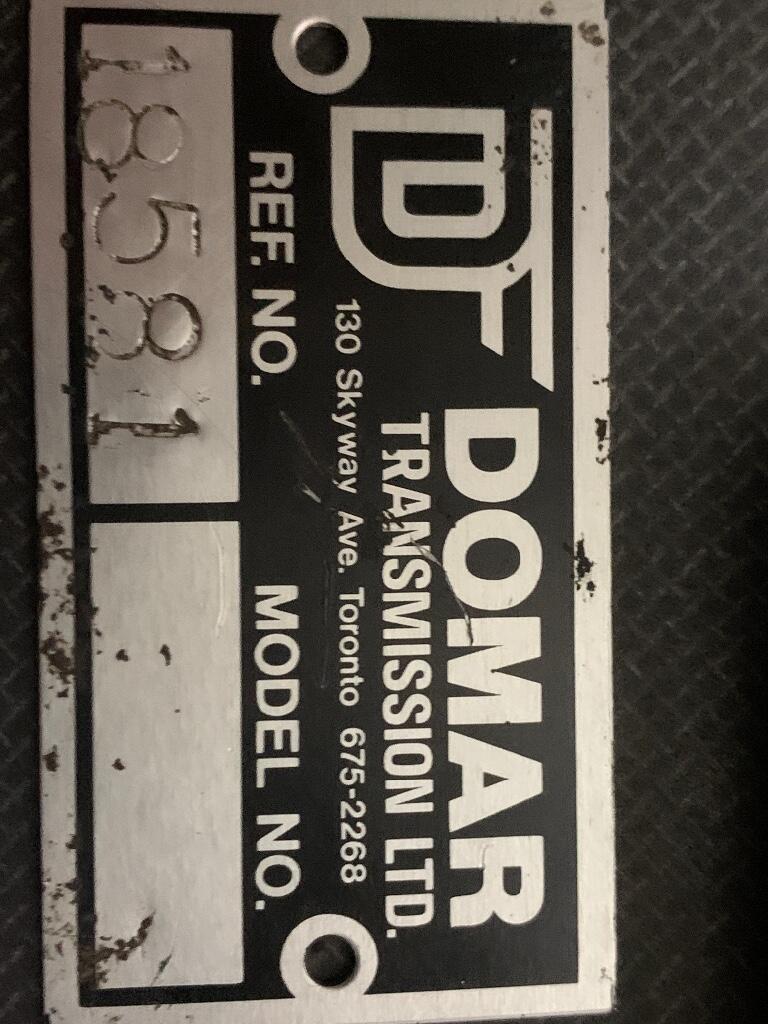 DT DOMAR
TRANSMISSION LTD.
130 Skyway Ave. Toronto 675-2268
REF. NO. MODEL NO.
18581